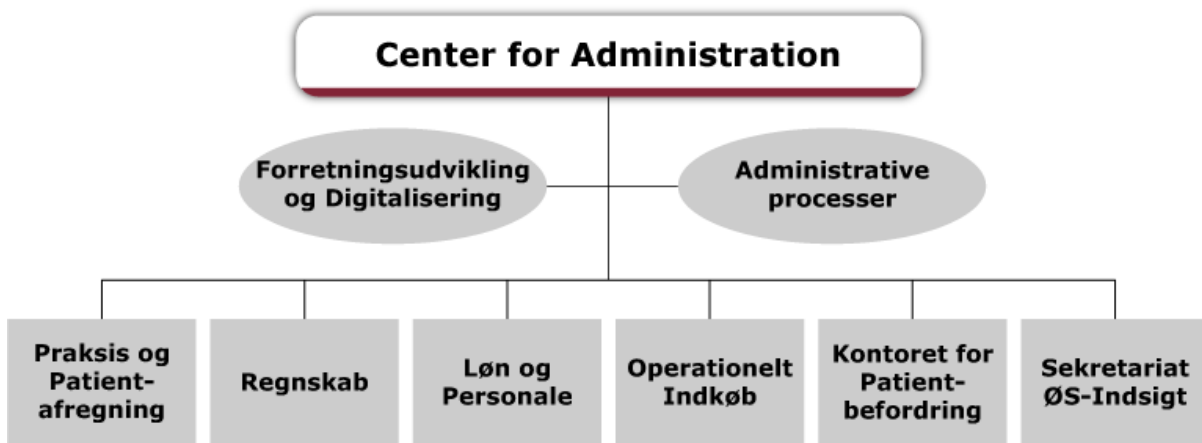 Center for Administration
Forretningsudvikling
og Digitalisering
Administrative
processer
Praksis og
Patient-
afregning
Regnskab
Løn og
Personale
Operationelt
Indkøb
Kontoret for
Patient-
befordring
Sekretariat
ØS-Indsigt